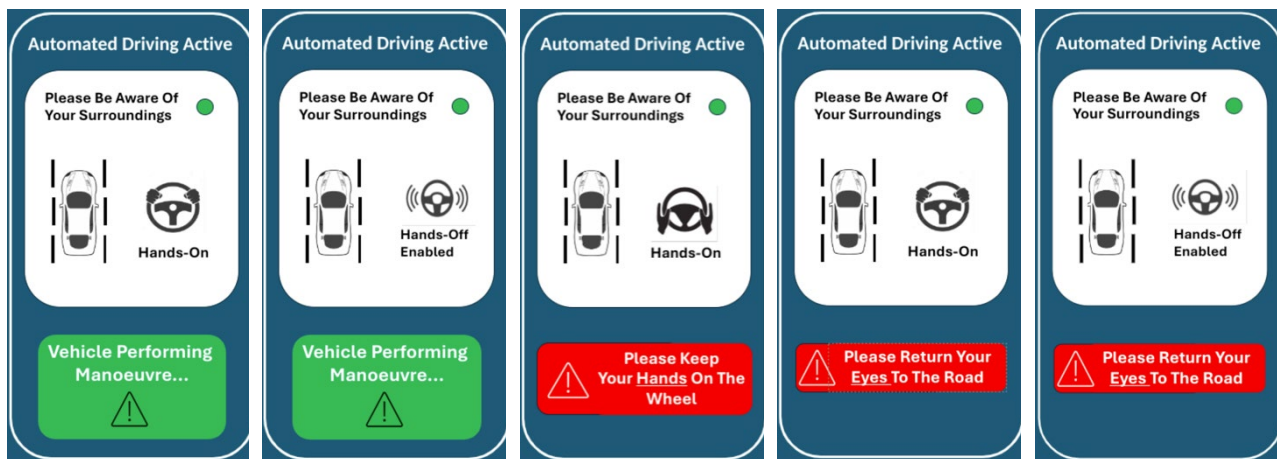 Automated Driving Active
Please Be Aware Of
Your Surroundings
Hands-On
Vehicle Performing
Manoeuvre...
Automated Driving Active
Please Be Aware Of
Your Surroundings
Hands-Off
Enabled
Vehicle Performing
Manoeuvre...
Automated Driving Active
Please Be Aware Of
Your Surroundings
Hands-On
Please Keep
Your Hands On The
Wheel
Automated Driving Active
Please Be Aware Of
Your Surroundings
Hands-On
Please Return Your
Eyes To The Road
Automated Driving Active
Please Be Aware Of
Your Surroundings
Hands-Off
Enabled
Please Return Your
Eyes To The Road